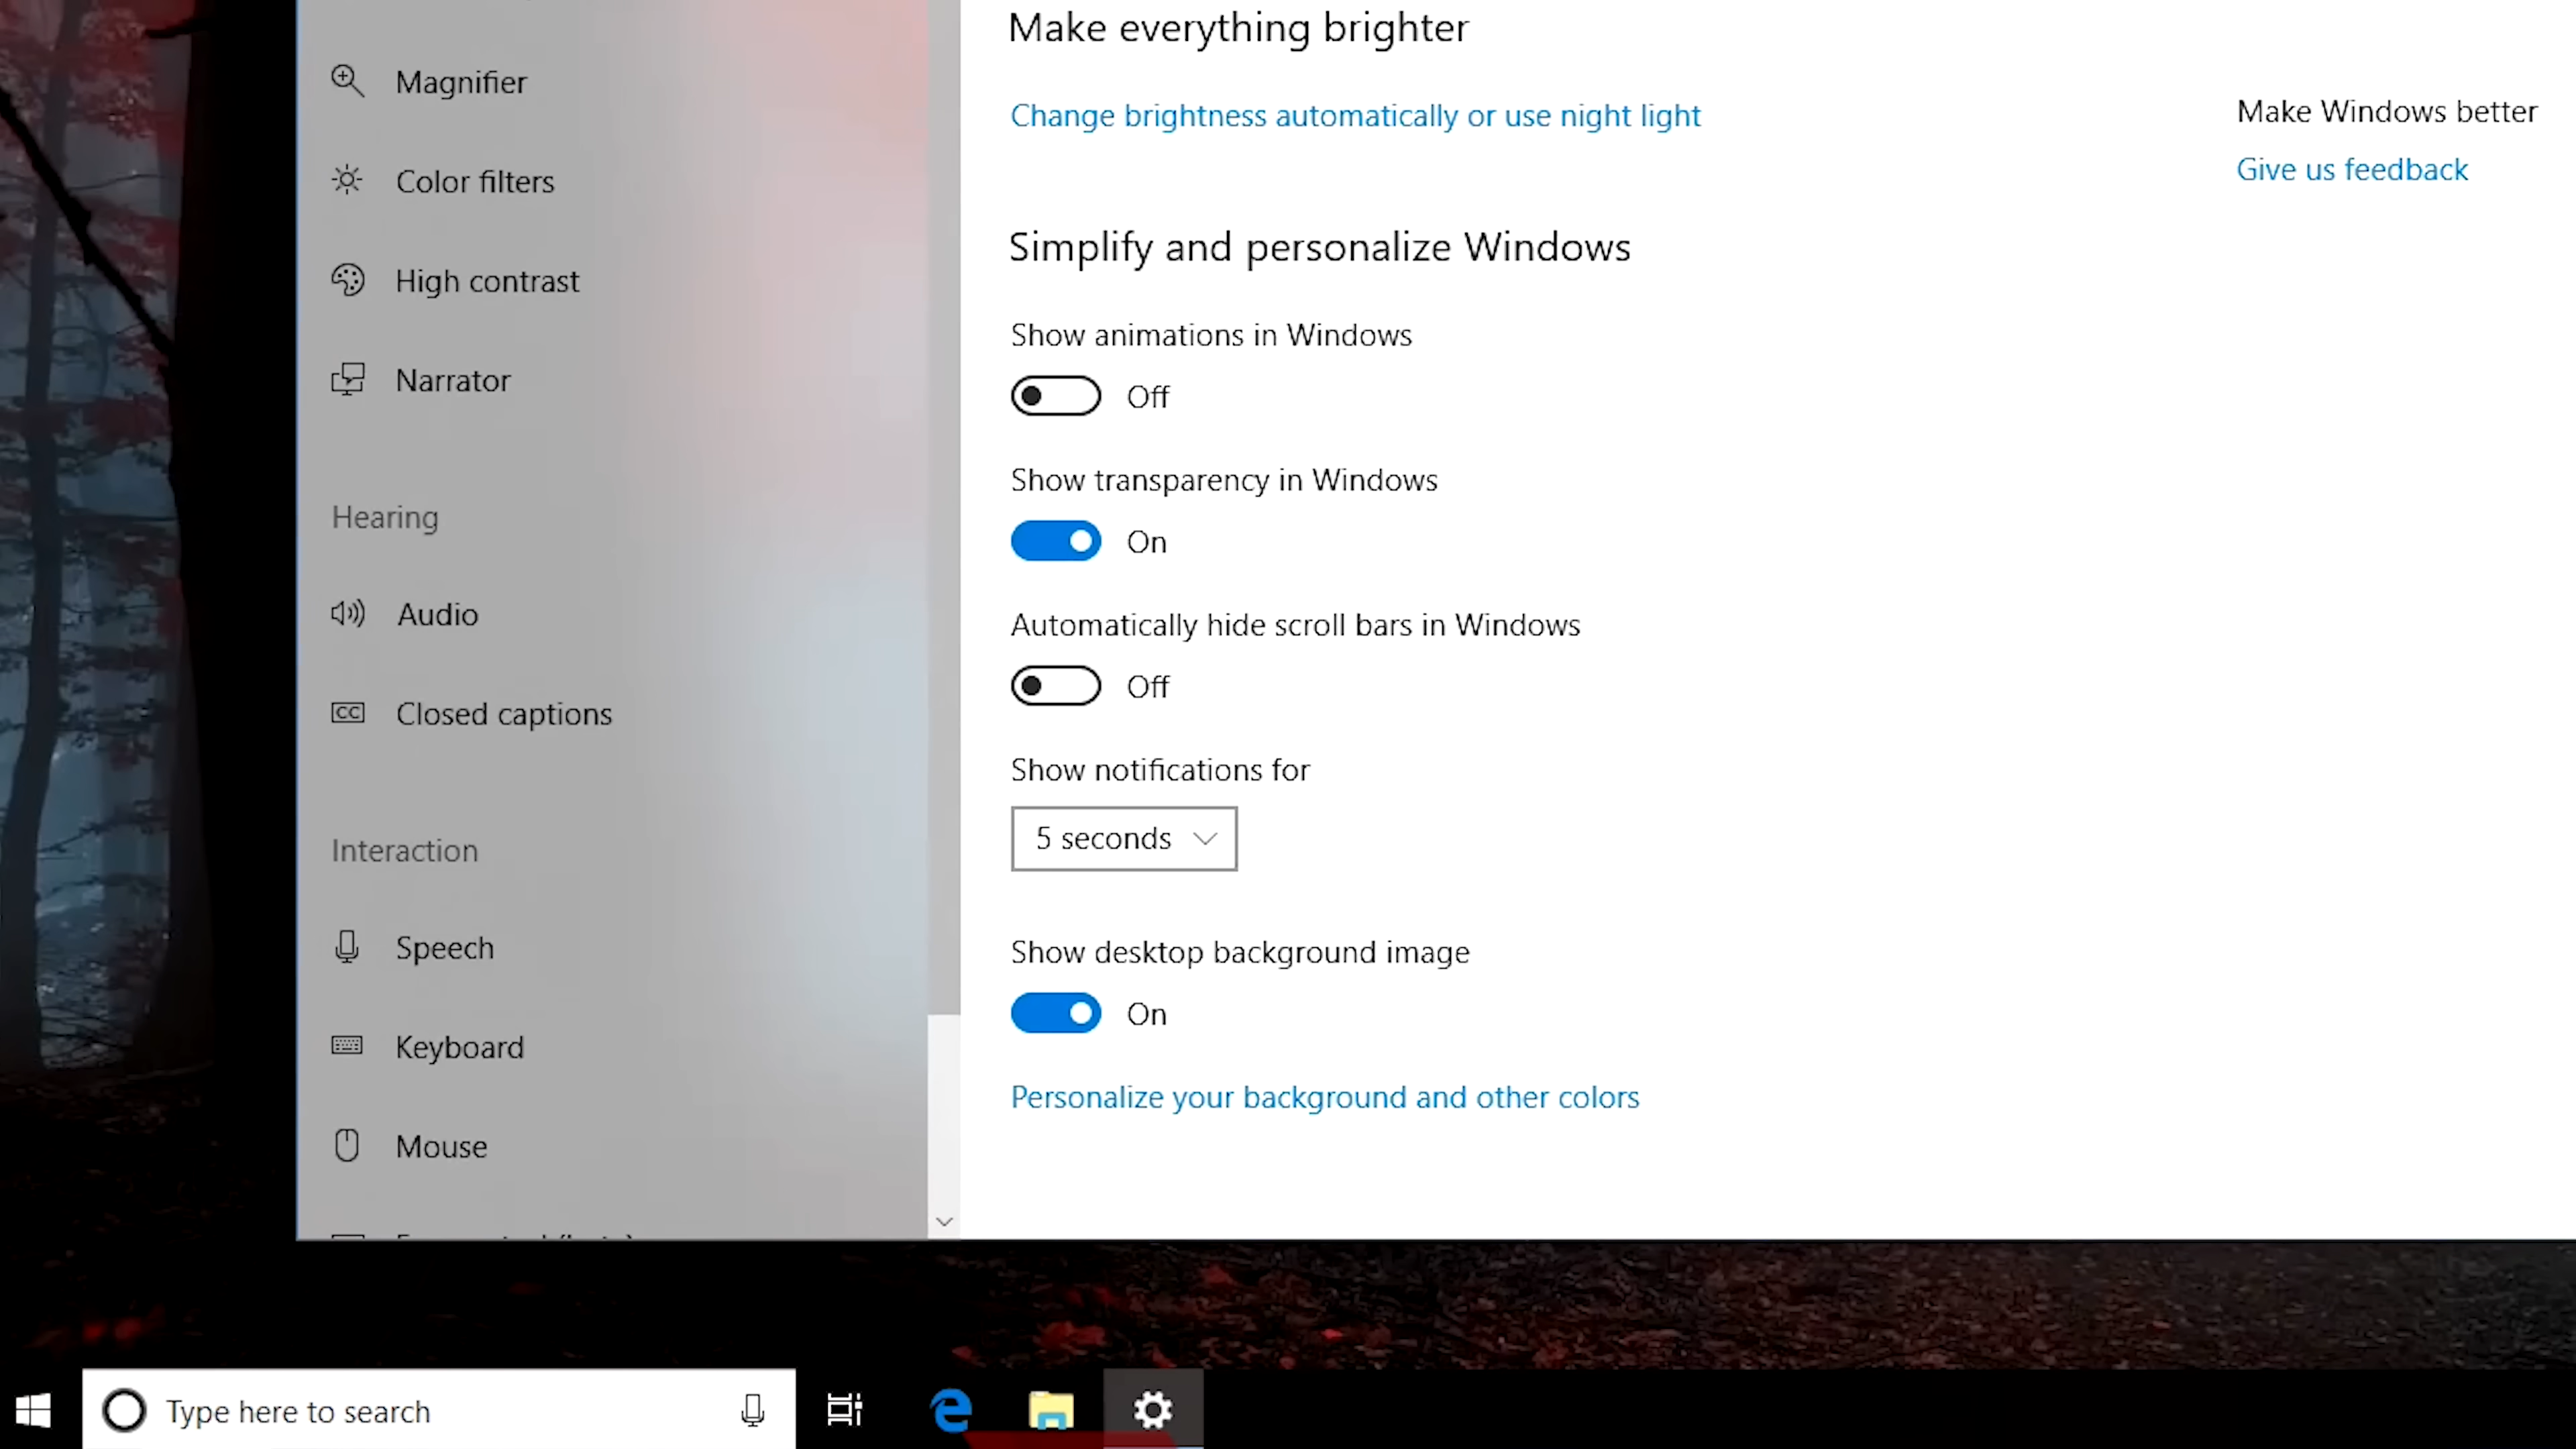 Magnifier
Color filters
High contrast
Narrator
Hearing
Audio
CC
Closed captions
Interaction
Speech
Keyboard
Mouse
Make everything brighter
Change brightness automatically or use night light
Simplify and personalize Windows
Show animations in Windows
Off
Show transparency in Windows
On
Automatically hide scroll bars in Windows
Off
Show notifications for
5 seconds
Show desktop background image
On
Personalize your background and other colors
Make Windows better
Give us feedback
Type here to search